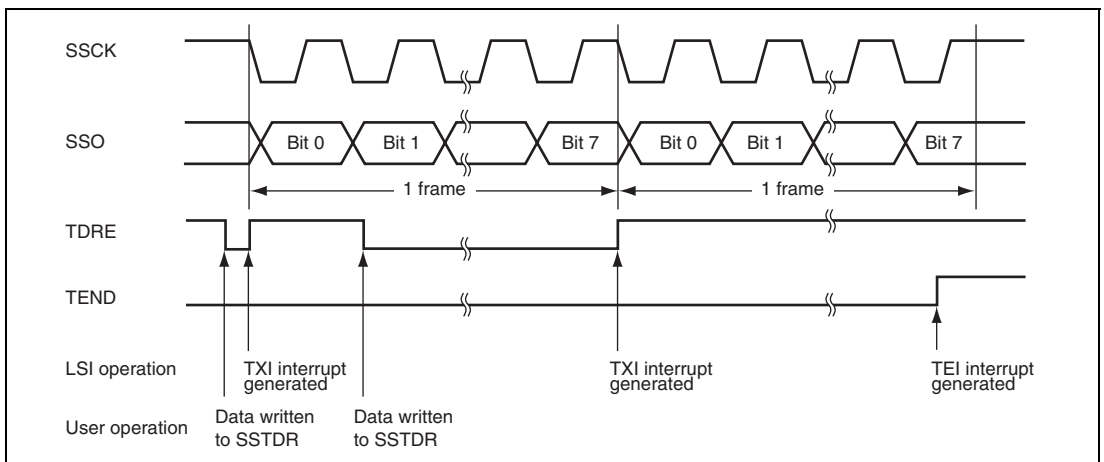 SSCK
SSO
Bit 0
Bit 1
Bit 7
Bit 0
Bit 1
Bit 7
1 frame
1 frame
TDRE
TEND
LSI operation
TXI interrupt
generated
TXI interrupt
generated
TEI interrupt
generated
User operation
Data written
to SSTDR
Data written
to SSTDR